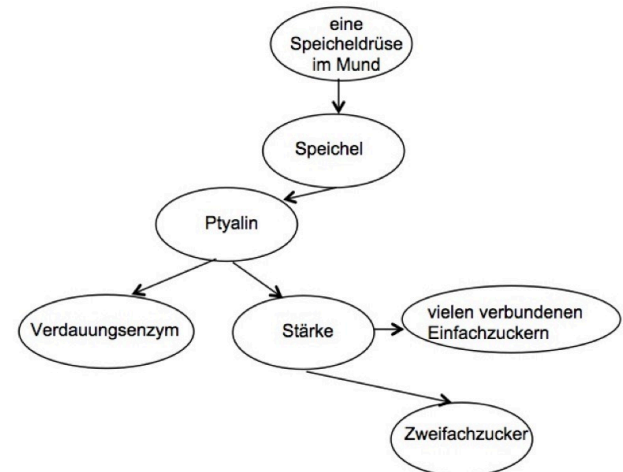 eine
Speicheldrüse
im Mund
Speichel
Ptyalin
Verdauungsenzym
Stärke
vielen verbundenen
Einfachzuckern
Zweifachzucker